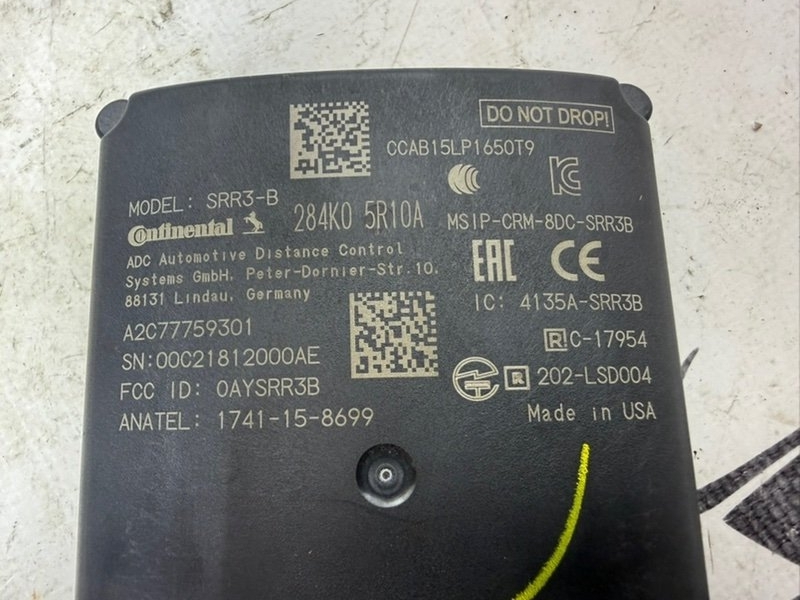 DO NOT DROP!
CCAB15LP1650T9
MODEL: SRR3-B
Continental 284K0 5R10A
MSIP-CRM-8DC-SRR3B
ADC Automotive Distance Control
Systems GmbH, Peter-Dornier-Str.10,
88131 Lindau, Germany
EAC CE
IC: 4135A-SRR3B
A2C77759301
R C-17954
SN:00C21812000AE
R 202-LSD004
FCC ID: OAYSRR3B
Made in USA
ANATEL: 1741-15-8699